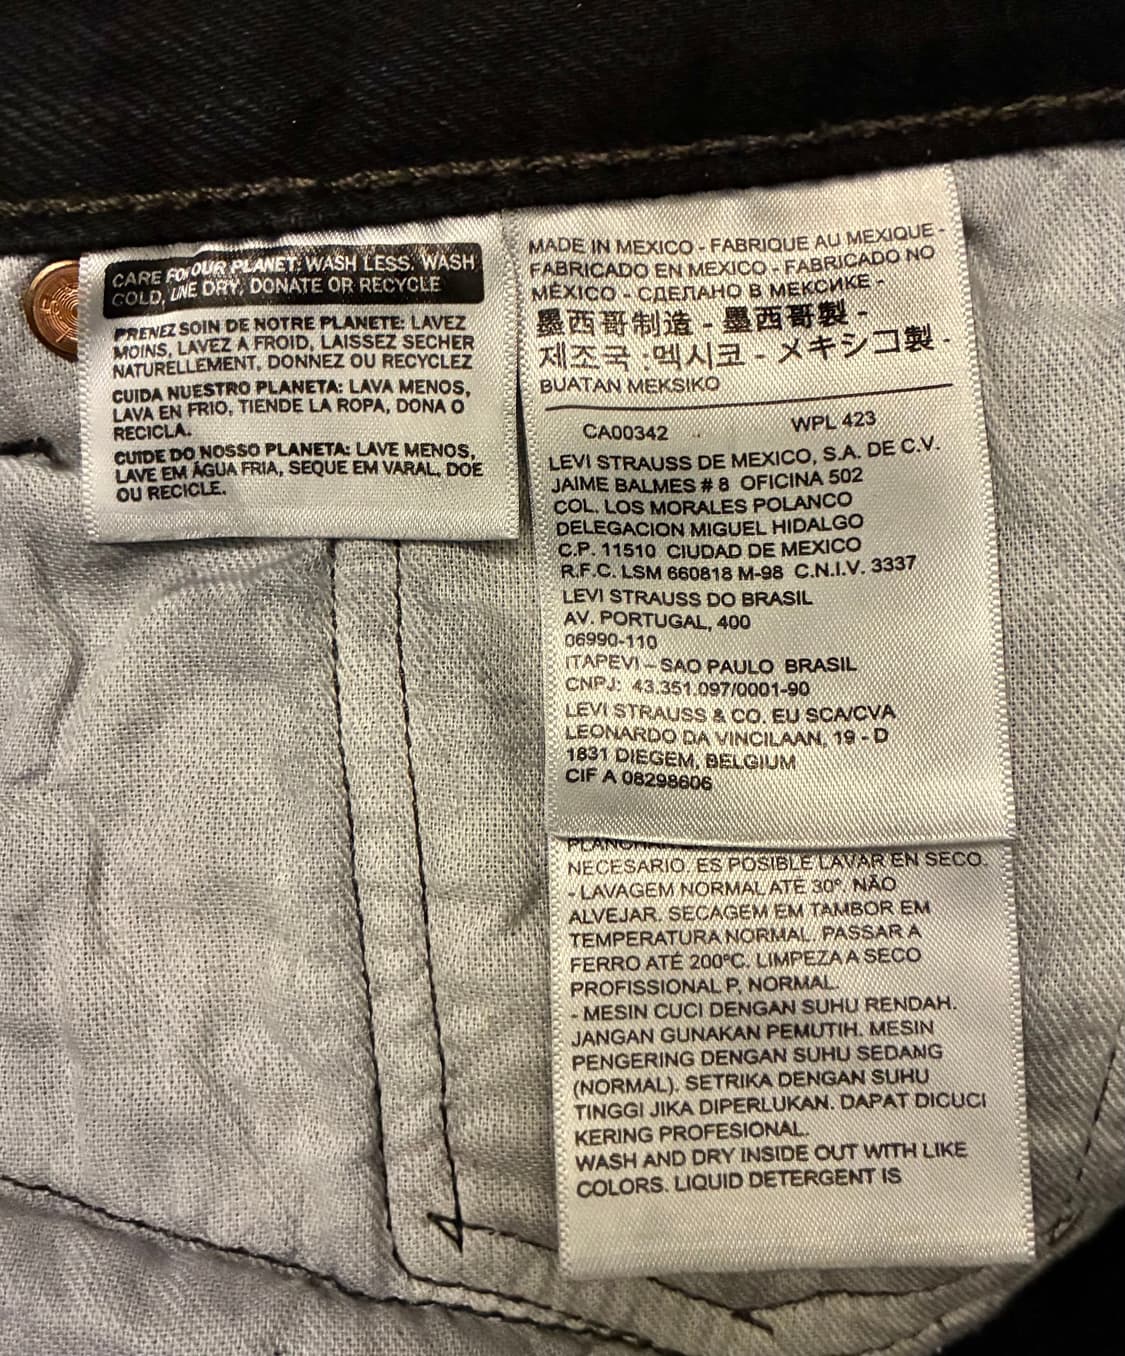 CARE FOR OUR PLANET: WASH LESS, WASH
COLD, LINE DRY, DONATE OR RECYCLE
PRENEZ SOIN DE NOTRE PLANETE: LAVEZ
MOINS, LAVEZ A FROID, LAISSEZ SECHER
NATURELLEMENT, DONNEZ OU RECYCLEZ
CUIDA NUESTRO PLANETA: LAVA MENOS,
LAVA EN FRIO, TIENDE LA ROPA, DONA O
RECICLA.
CUIDE DO NOSSO PLANETA: LAVE MENOS,
LAVE EM ÁGUA FRIA, SEQUE EM VARAL, DOE
OU RECICLE.
MADE IN MEXICO - FABRIQUE AU MEXIQUE -
FABRICADO EN MEXICO - FABRICADO NO
MÉXICO - СДЕЛАНО В МЕКСИКЕ -
墨西哥制造 - 墨西哥製 -
제조국 :멕시코 - メキシコ製 -
BUATAN MEKSIKO
CA00342 WPL 423
LEVI STRAUSS DE MEXICO, S.A. DE C.V.
JAIME BALMES # 8 OFICINA 502
COL. LOS MORALES POLANCO
DELEGACION MIGUEL HIDALGO
C.P. 11510 CIUDAD DE MEXICO
R.F.C. LSM 660818 M-98 C.N.I.V. 3337
LEVI STRAUSS DO BRASIL
AV. PORTUGAL, 400
06990-110
ITAPEVI – SAO PAULO BRASIL
CNPJ: 43.351.097/0001-90
LEVI STRAUSS & CO. EU SCA/CVA
LEONARDO DA VINCILAAN, 19 - D
1831 DIEGEM, BELGIUM
CIF A 08298606
NECESARIO. ES POSIBLE LAVAR EN SECO.
- LAVAGEM NORMAL ATÉ 30º. NÃO
ALVEJAR. SECAGEM EM TAMBOR EM
TEMPERATURA NORMAL. PASSAR A
FERRO ATÉ 200ºC. LIMPEZA A SECO
PROFISSIONAL P, NORMAL.
- MESIN CUCI DENGAN SUHU RENDAH.
JANGAN GUNAKAN PEMUTIH. MESIN
PENGERING DENGAN SUHU SEDANG
(NORMAL). SETRIKA DENGAN SUHU
TINGGI JIKA DIPERLUKAN. DAPAT DICUCI
KERING PROFESIONAL.
WASH AND DRY INSIDE OUT WITH LIKE
COLORS. LIQUID DETERGENT IS